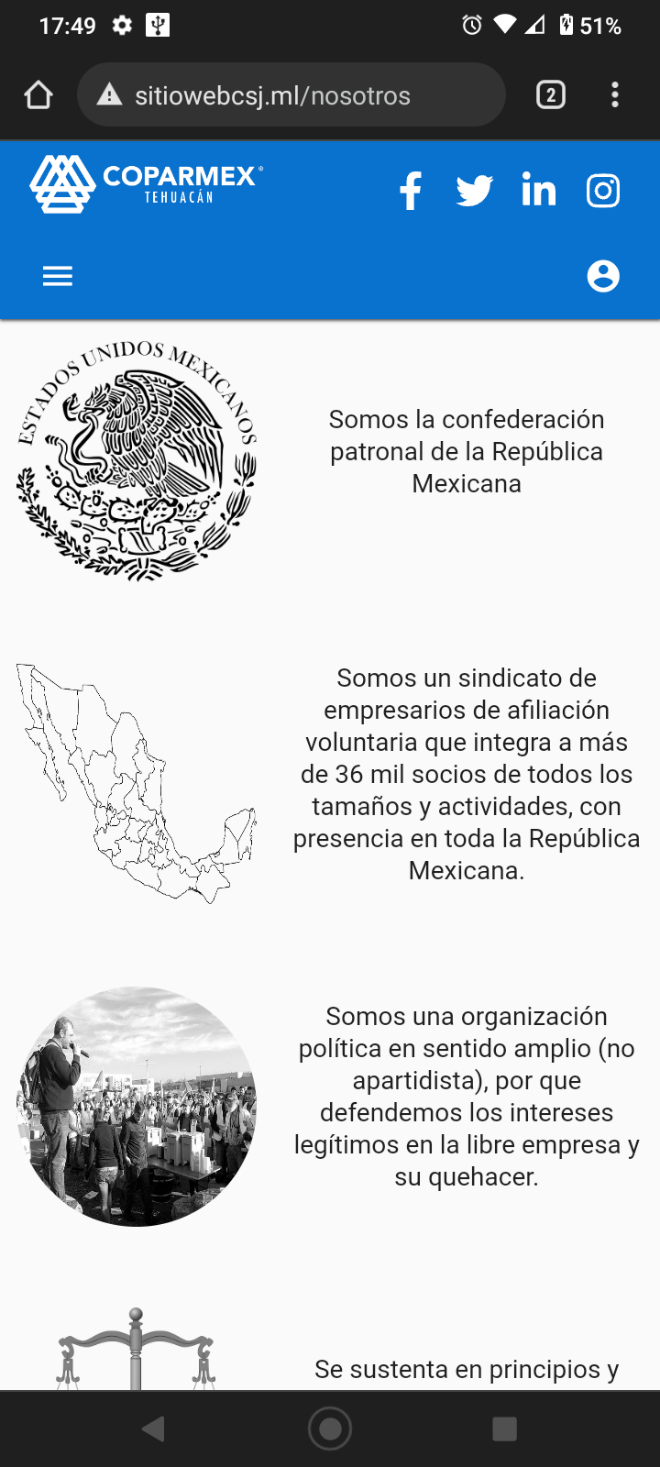 17:49
51%
sitiowebcsj.ml/nosotros
2
COPARMEX®
TEHUACÁN
ESTADOS UNIDOS MEXICANOS
Somos la confederación
patronal de la República
Mexicana
Somos un sindicato de
empresarios de afiliación
voluntaria que integra a más
de 36 mil socios de todos los
tamaños y actividades, con
presencia en toda la República
Mexicana.
Somos una organización
política en sentido amplio (no
apartidista), por que
defendemos los intereses
legítimos en la libre empresa y
su quehacer.
Se sustenta en principios y